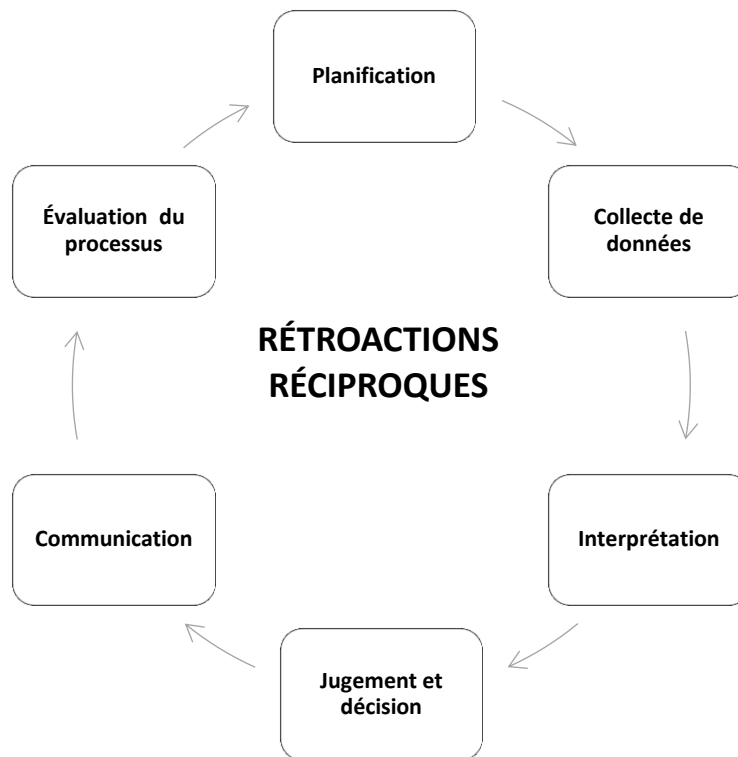 Planification
Collecte de
données
Interprétation
Jugement et
décision
Communication
Évaluation du
processus
RÉTROACTIONS
RÉCIPROQUES